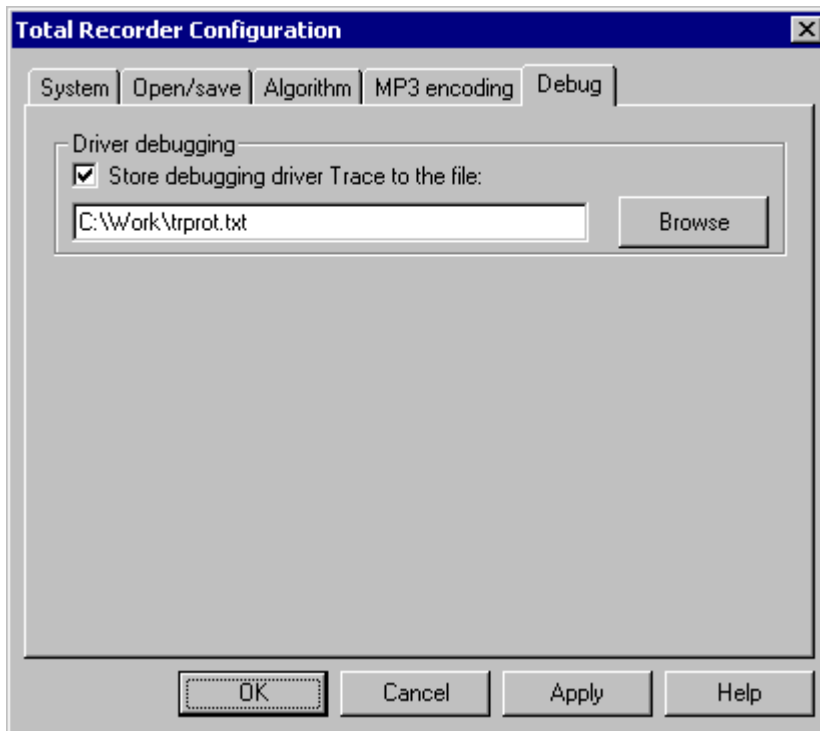 Total Recorder Configuration
System Open/save Algorithm MP3 encoding Debug
Driver debugging
Store debugging driver Trace to the file:
C:\Work\trprot.txt Browse
OK Cancel Apply Help